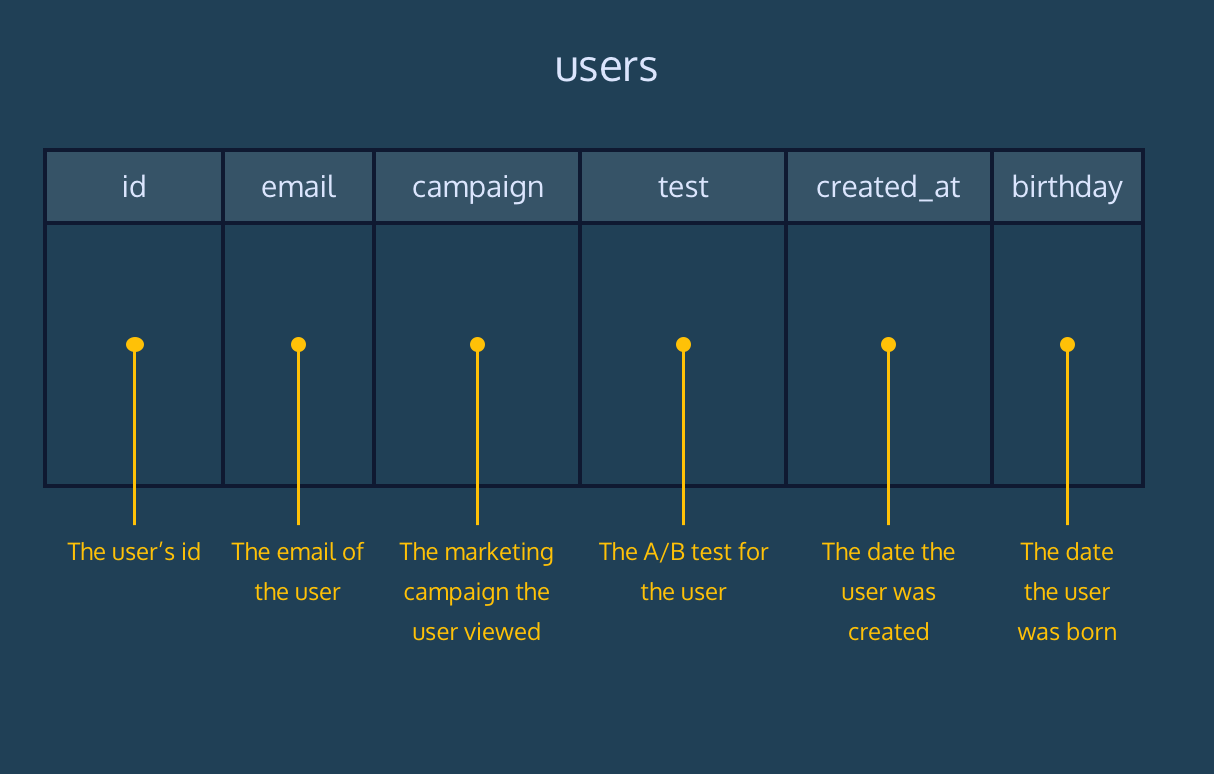 users
id email campaign test created_at birthday
The user’s id
The email of
the user
The marketing
campaign the
user viewed
The A/B test for
the user
The date the
user was
created
The date
the user
was born